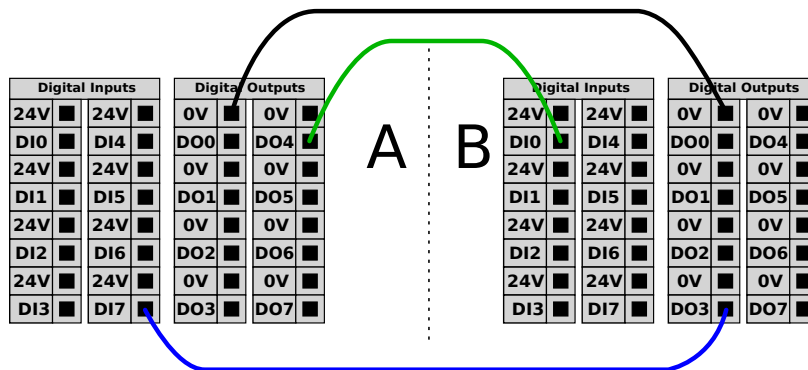 Digital Inputs Digital Outputs Digital Inputs Digital Outputs
24V 24V 0V 0V 24V 24V 0V 0V
DI0 DI4 DO0 DO4 A B DI0 DI4 DO0 DO4
24V 24V 0V 0V 24V 24V 0V 0V
DI1 DI5 DO1 DO5 DI1 DI5 DO1 DO5
24V 24V 0V 0V 24V 24V 0V 0V
DI2 DI6 DO2 DO6 DI2 DI6 DO2 DO6
24V 24V 0V 0V 24V 24V 0V 0V
DI3 DI7 DO3 DO7 DI3 DI7 DO3 DO7